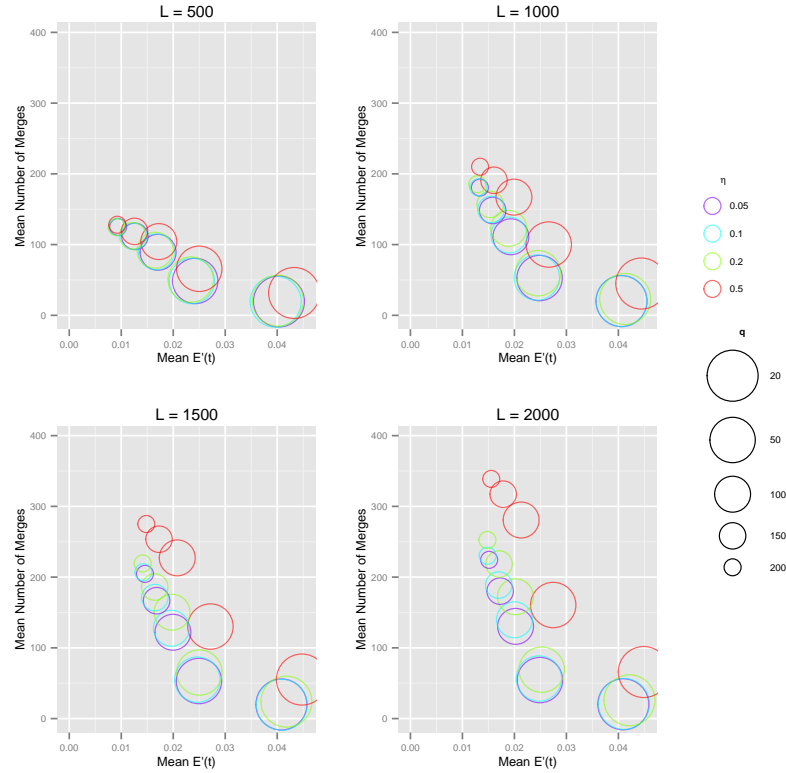 L = 500
400
300
200
100
0
0.00 0.01 0.02 0.03 0.04
Mean E'(t)
Mean Number of Merges
L = 1000
400
300
200
100
0
0.00 0.01 0.02 0.03 0.04
Mean E'(t)
Mean Number of Merges
η
0.05
0.1
0.2
0.5
q
20
50
100
150
200
L = 1500
400
300
200
100
0
0.00 0.01 0.02 0.03 0.04
Mean E'(t)
Mean Number of Merges
L = 2000
400
300
200
100
0
0.00 0.01 0.02 0.03 0.04
Mean E'(t)
Mean Number of Merges